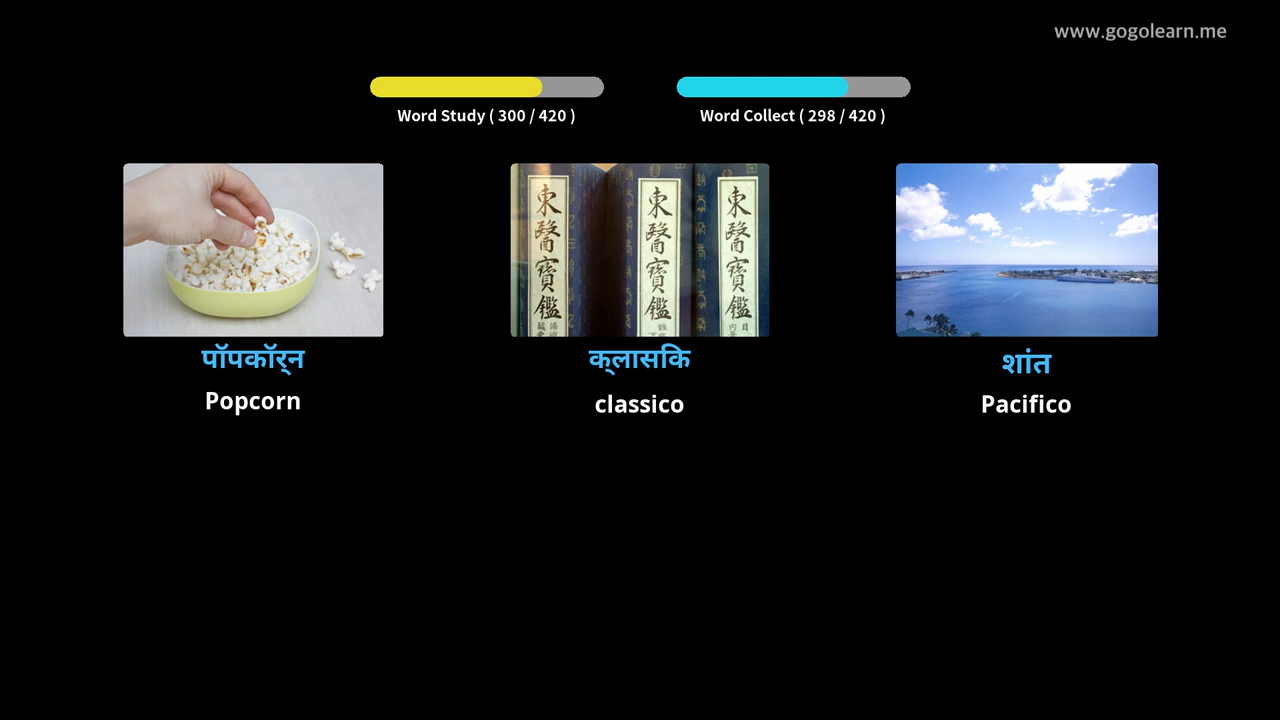 www.gogolearn.me
Word Study ( 300 / 420 )
Word Collect ( 298 / 420 )
東醫寶鑑
東醫寶鑑
東醫寶鑑
पॉपकॉर्न
क्लासकि
शांत
Popcorn
classico
Pacifico